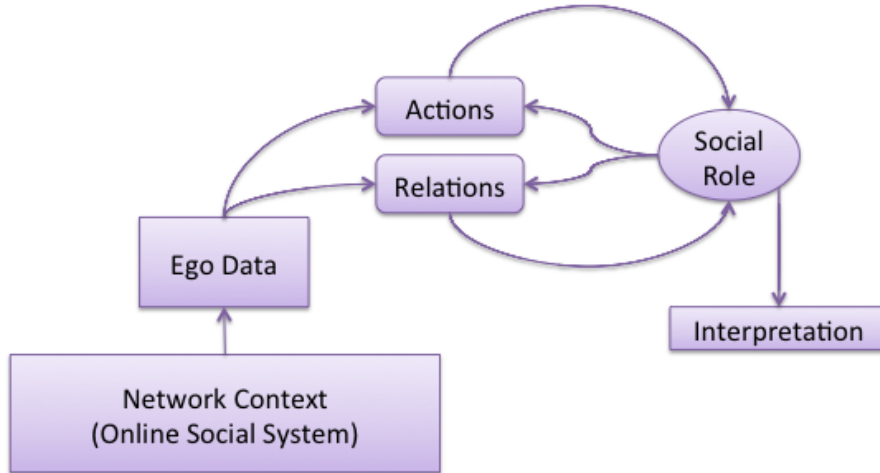 Actions
Relations
Social
Role
Ego Data
Interpretation
Network Context
(Online Social System)